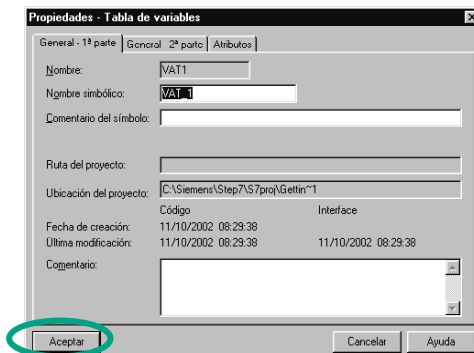 Propiedades - Tabla de variables
General - 1ª parte General 2ª parte Atributos
Nombre: VAT1
Nombre simbólico: VAT_1
Comentario del símbolo:
Ruta del proyecto:
Ubicación del proyecto: C:\Siemens\Step7\S7proj\Gettin~1
Código Interface
Fecha de creación: 11/10/2002 08:29:38
Última modificación: 11/10/2002 08:29:38 11/10/2002 08:29:38
Comentario:
Aceptar Cancelar Ayuda